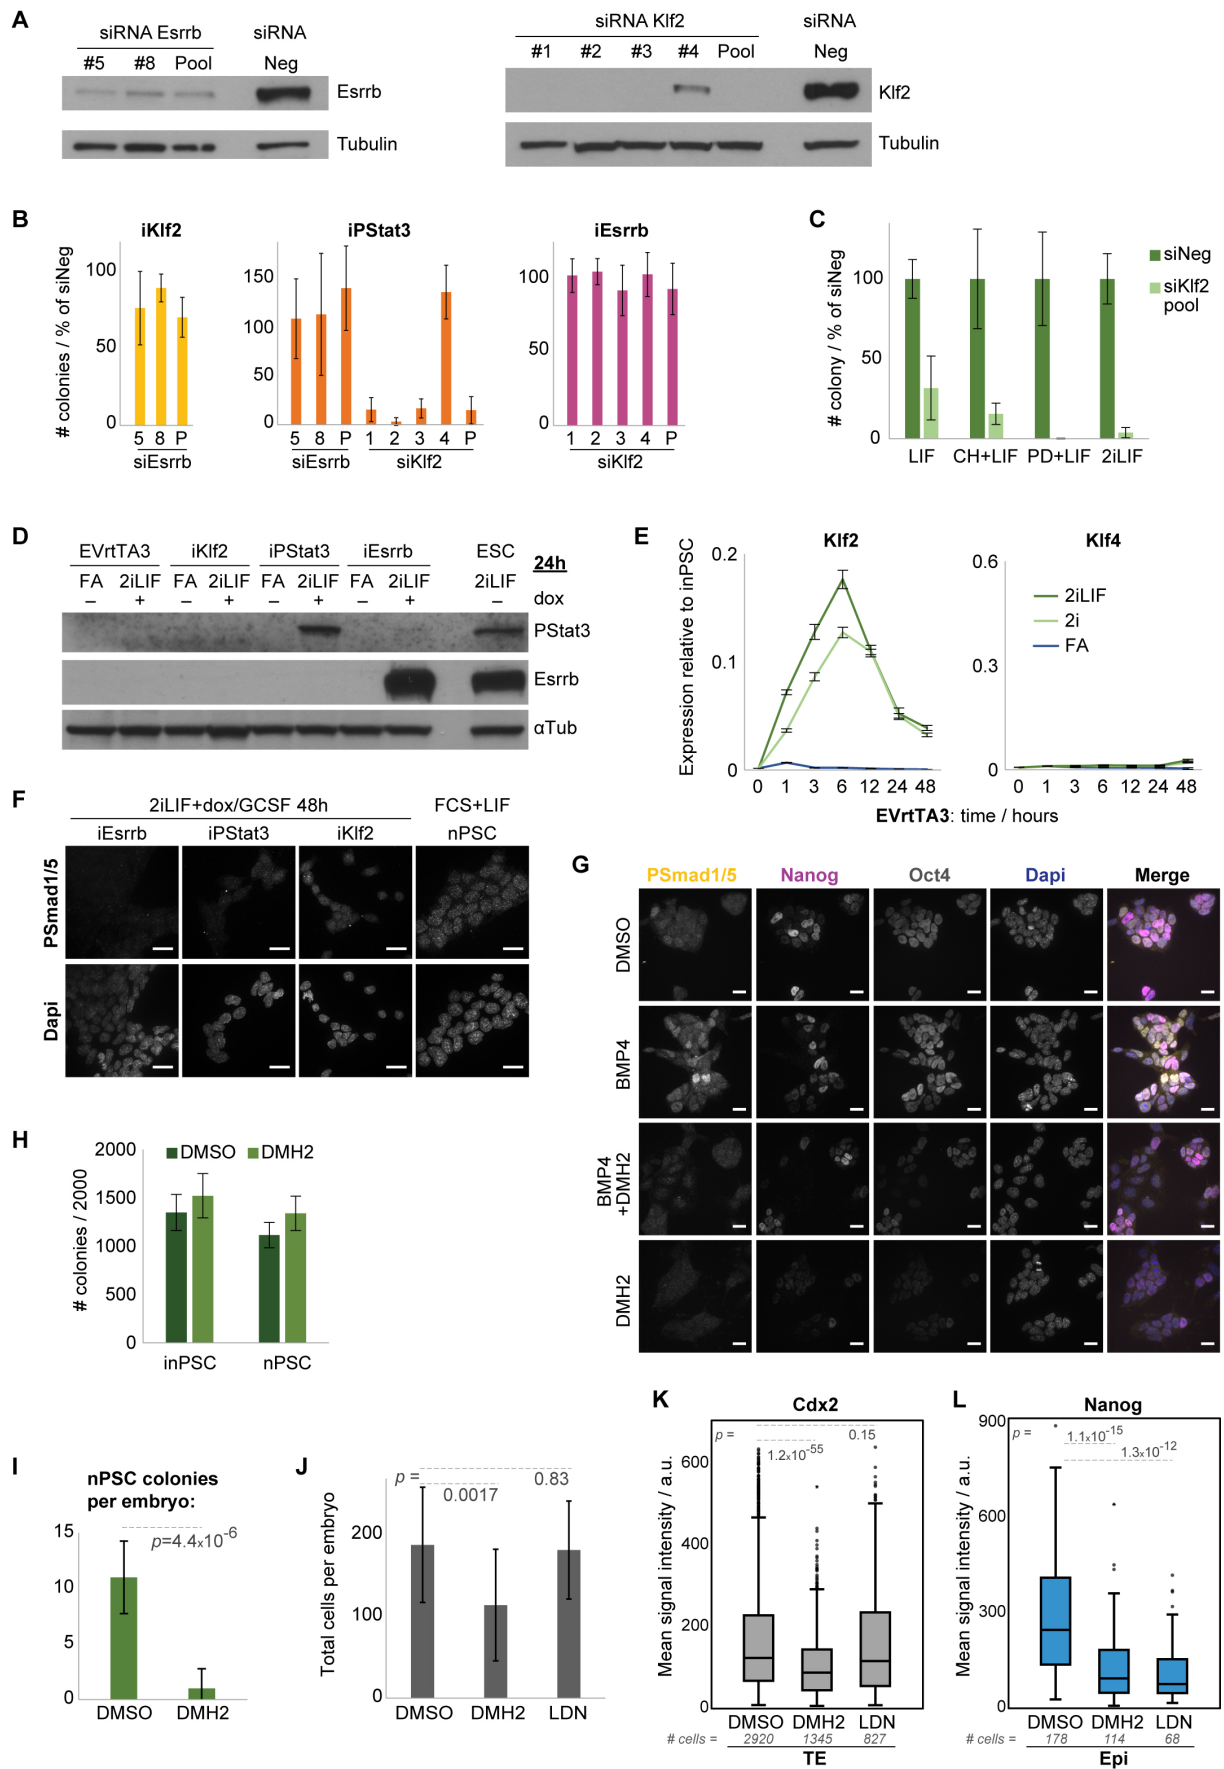 A
siRNA Esrrb
siRNA
#5 #8 Pool Neg
Esrrb
Tubulin
siRNA Klf2
siRNA
#1 #2 #3 #4 Pool Neg
Klf2
Tubulin
B
# colonies / % of siNeg
iKlf2
100
50
0
5 8 P
siEsrrb
iPStat3
150
100
50
0
5 8 P 1 2 3 4 P
siEsrrb siKlf2
iEsrrb
100
50
0
1 2 3 4 P
siKlf2
C
# colony / % of siNeg
100
50
0
siNeg
siKlf2
pool
LIF CH+LIF PD+LIF 2iLIF
D
EVrtTA3 iKlf2 iPStat3 iEsrrb ESC
24h
FA 2iLIF FA 2iLIF FA 2iLIF FA 2iLIF 2iLIF
– + – + – + – + – dox
PStat3
Esrrb
αTub
E
Expression relative to inPSC
Klf2
0.2
0.1
0
0 1 3 6 12 24 48
Klf4
0.6
0.3
0
2iLIF
2i
FA
0 1 3 6 12 24 48
EVrtTA3: time / hours
F
2iLIF+dox/GCSF 48h FCS+LIF
iEsrrb iPStat3 iKlf2 nPSC
PSmad1/5
Dapi
G
PSmad1/5 Nanog Oct4 Dapi Merge
DMSO
BMP4
BMP4
+DMH2
DMH2
H
# colonies / 2000
2000
1500
1000
500
0
DMSO DMH2
inPSC nPSC
I
nPSC colonies
per embryo:
15
10
5
0
p=4.4x10-6
DMSO DMH2
J
Total cells per embryo
200
100
0
p = 0.83
0.0017
DMSO DMH2 LDN
K
Cdx2
Mean signal intensity / a.u.
600
400
200
0
p = 0.15
1.2x10-55
DMSO DMH2 LDN
# cells = 2920 1345 827
TE
L
Nanog
Mean signal intensity / a.u.
900
600
300
0
p = 1.1x10-15
1.3x10-12
DMSO DMH2 LDN
# cells = 178 114 68
Epi